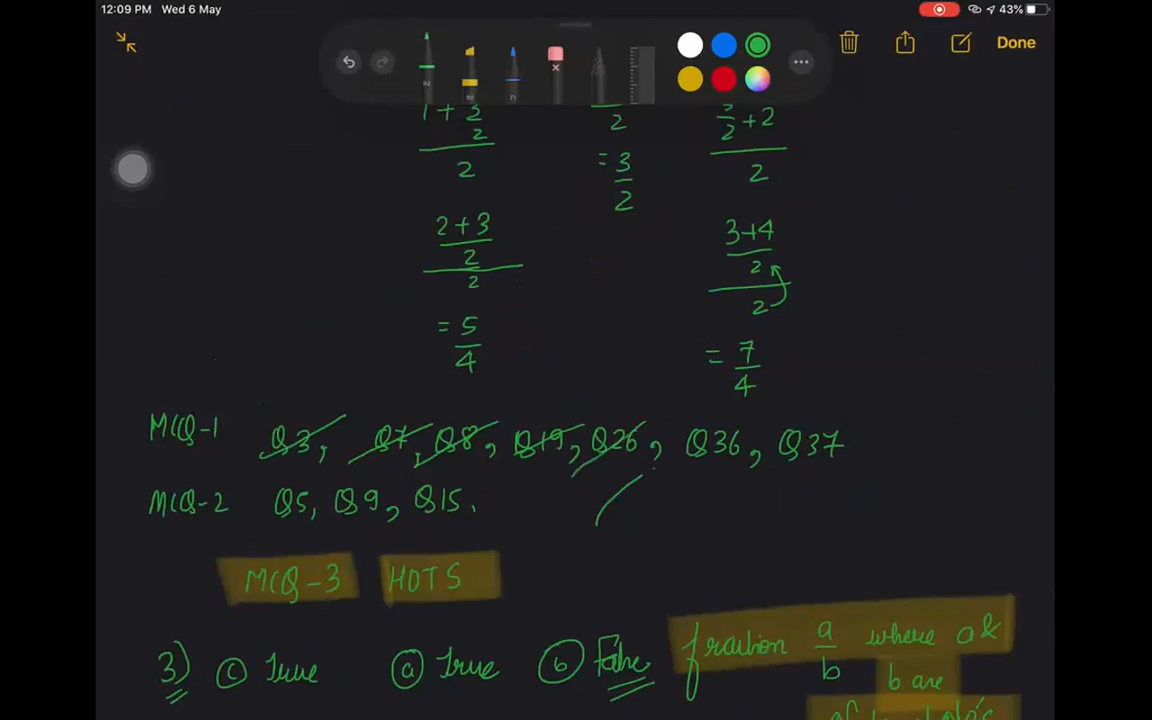 12:09 PM Wed 6 May
43%
Done
1 + 3/2
2
2
= 3/2
3/2 + 2
2
2 + 3
2
2
= 5/4
3+4
2
2
= 7/4
MCQ-1 Q3, Q7, Q8, Q19, Q26, Q36, Q37
MCQ-2 Q5, Q9, Q15.
MCQ-3 HOTS
3) (c) True (a) True (b) False fraction a/b where a &
b are